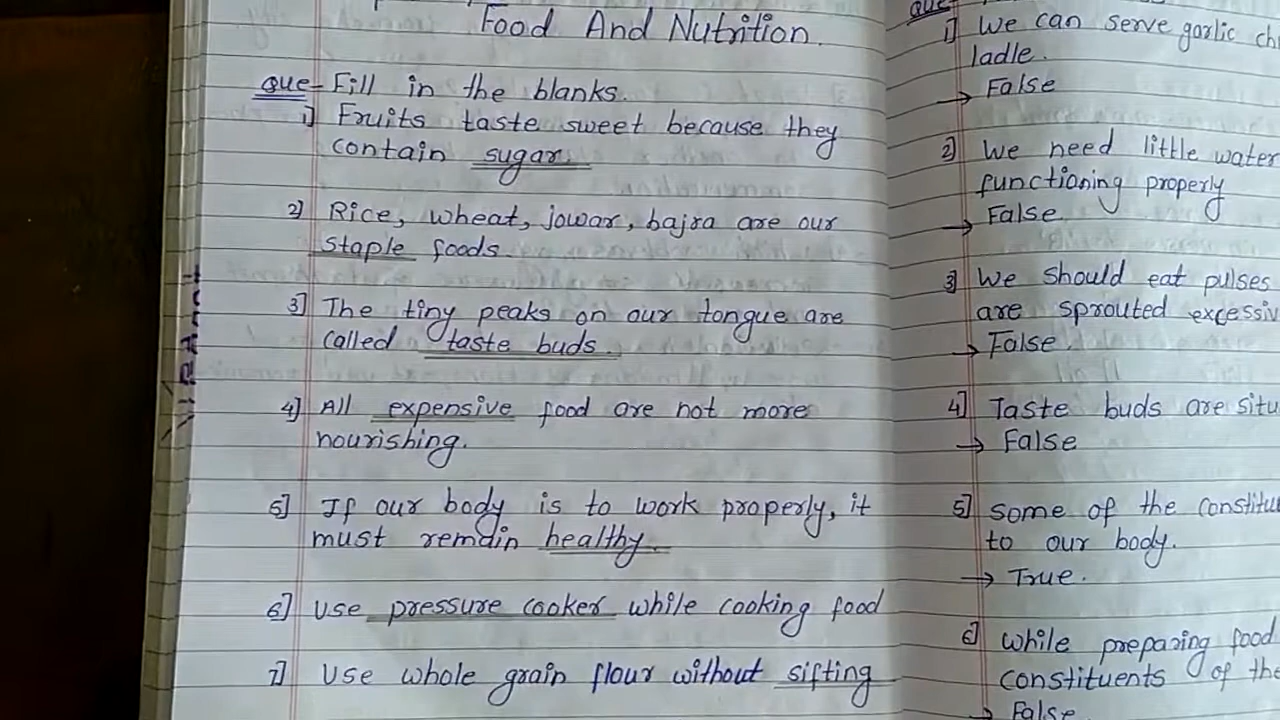 Food And Nutrition.
Que- Fill in the blanks.
1] Fruits taste sweet because they
contain sugar.
2] Rice, wheat, jowar, bajra are our
staple foods.
3] The tiny peaks on our tongue are
called taste buds.
4] All expensive food are not more
nourishing.
5] If our body is to work properly, it
must remain healthy.
6] Use pressure cooker while cooking food
7] Use whole grain flour without sifting
Que-
1] We can serve garlic
ladle.
→ False
2] We need little water
functioning properly
→ False
3] We should eat pulses
are sprouted
→ False.
4] Taste buds are
→ False
5] Some of the
to our body.
→ True.
6] While preparing food
constituents of the
→ False